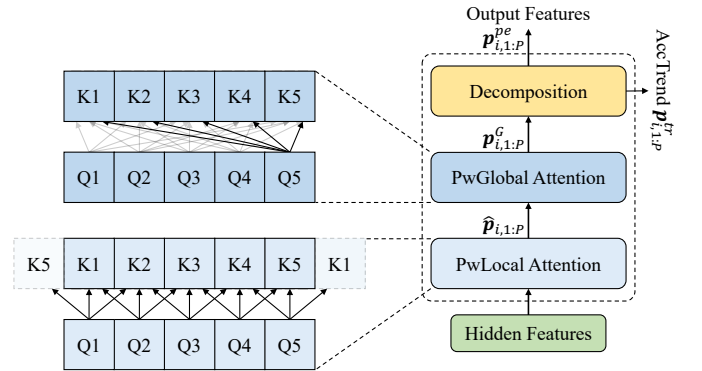 Output Features
p^{pe}_{i,1:P}
AccTrend p^{tr}_{i,1:P}
Decomposition
p^{G}_{i,1:P}
PwGlobal Attention
p̂_{i,1:P}
PwLocal Attention
Hidden Features
K1 K2 K3 K4 K5
Q1 Q2 Q3 Q4 Q5
K5 K1 K2 K3 K4 K5 K1
Q1 Q2 Q3 Q4 Q5